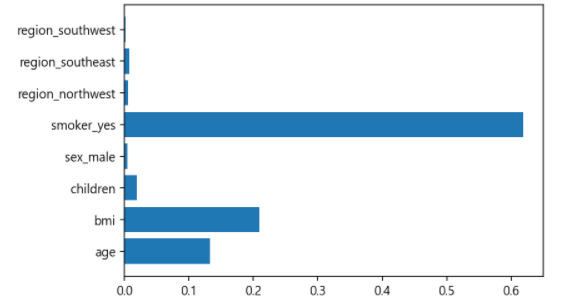 region_southwest
region_southeast
region_northwest
smoker_yes
sex_male
children
bmi
age
0.0 0.1 0.2 0.3 0.4 0.5 0.6